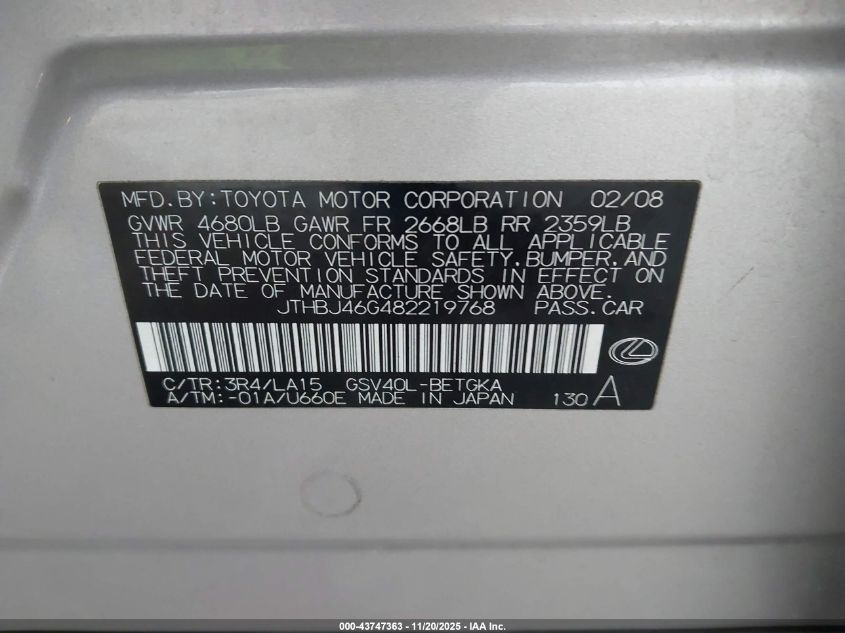 MFD.BY:TOYOTA MOTOR CORPORATION 02/08
GVWR 4680LB GAWR FR 2668LB RR 2359LB
THIS VEHICLE CONFORMS TO ALL APPLICABLE
FEDERAL MOTOR VEHICLE SAFETY,BUMPER,AND
THEFT PREVENTION STANDARDS IN EFFECT ON
THE DATE OF MANUFACTURE SHOWN ABOVE.
JTHBJ46G482219768 PASS.CAR
C/TR:3R4/LA15 GSV40L-BETGKA
A/TM:-01A/U660E MADE IN JAPAN 130 A
000-43747363 - 11/20/2025 - IAA Inc.